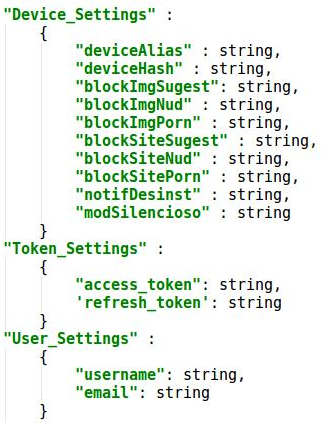 "Device_Settings" :
{
"deviceAlias" : string,
"deviceHash" : string,
"blockImgSugest": string,
"blockImgNud" : string,
"blockImgPorn" : string,
"blockSiteSugest" : string,
"blockSiteNud" : string,
"blockSitePorn" : string,
"notifDesinst" : string,
"modSilencioso" : string
}
"Token_Settings" :
{
"access_token": string,
'refresh_token': string
}
"User_Settings" :
{
"username": string,
"email": string
}